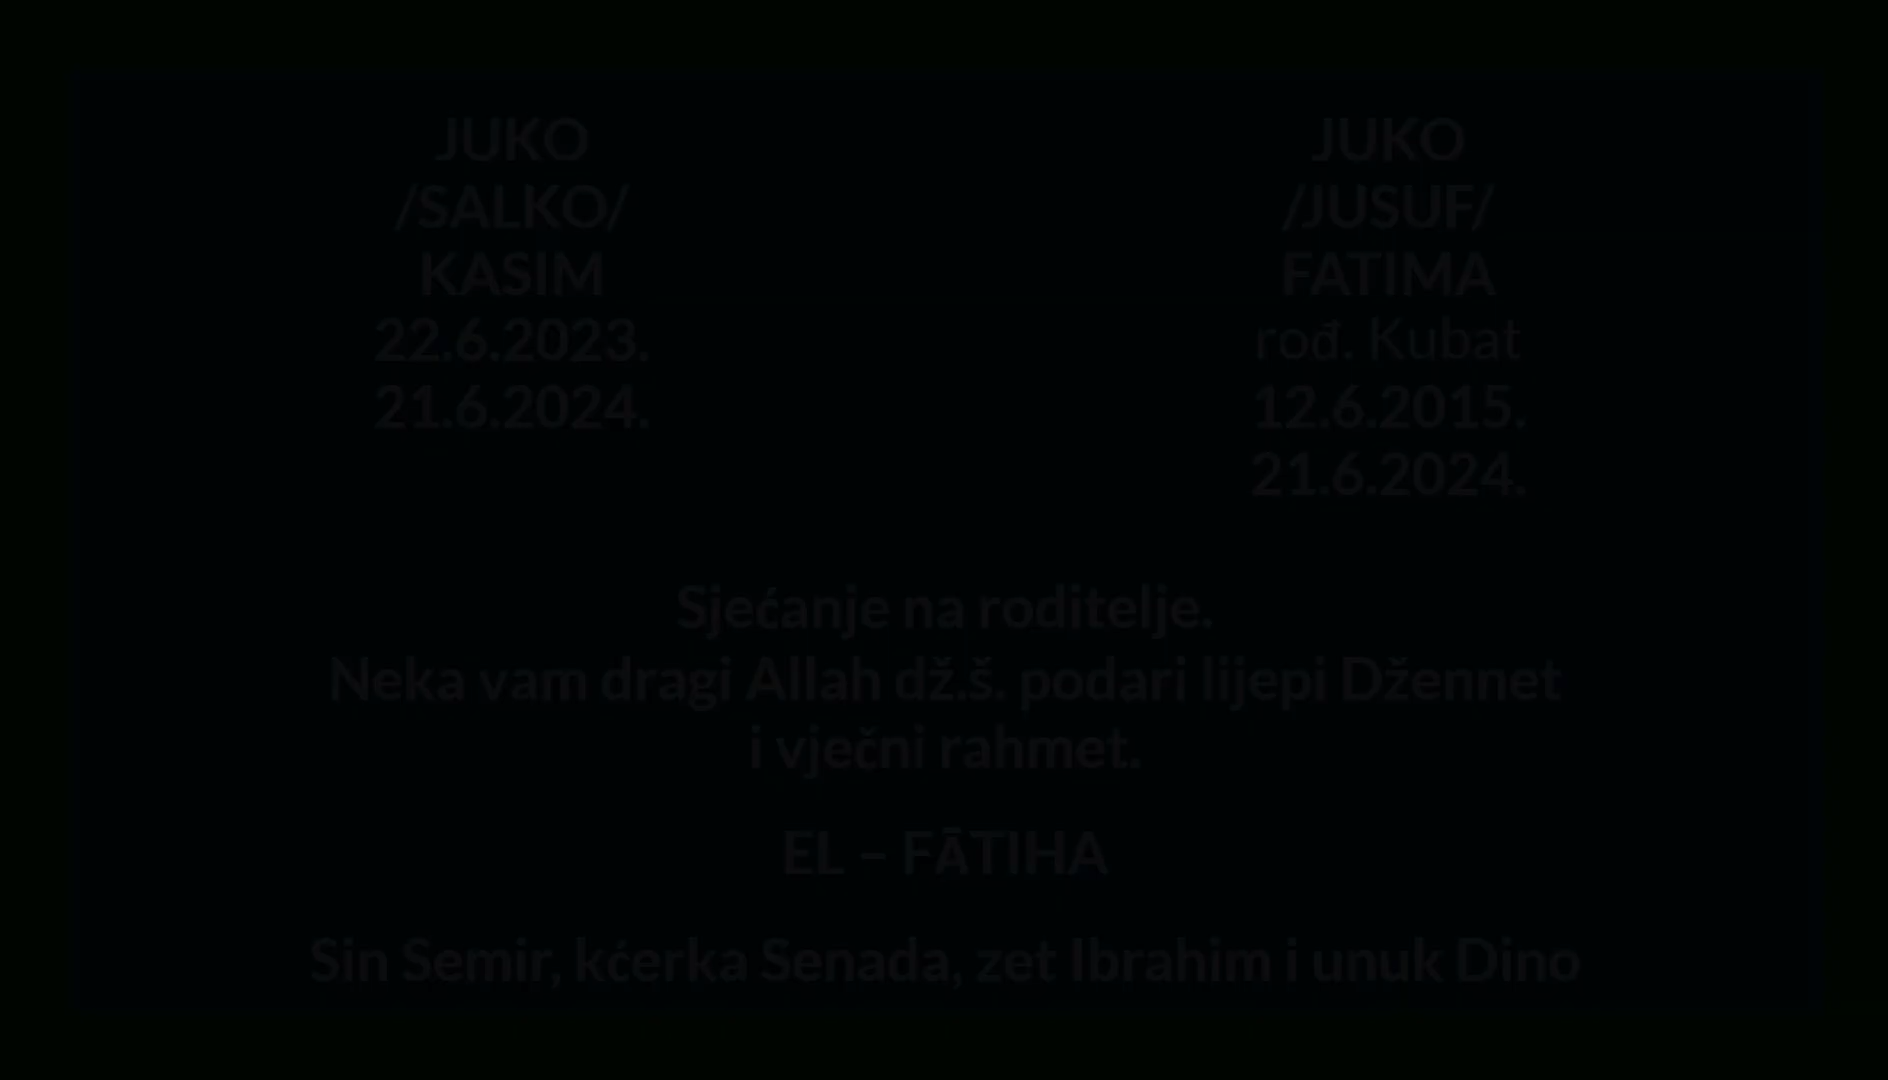 JUKO
/SALKO/
KASIM
22.6.2023.
21.6.2024.
JUKO
/JUSUF/
FATIMA
rođ. Kubat
12.6.2015.
21.6.2024.
Sjećanje na roditelje.
Neka vam dragi Allah dž.š. podari lijepi Džennet
i vječni rahmet.
EL – FĀTIHA
Sin Semir, kćerka Senada, zet Ibrahim i unuk Dino